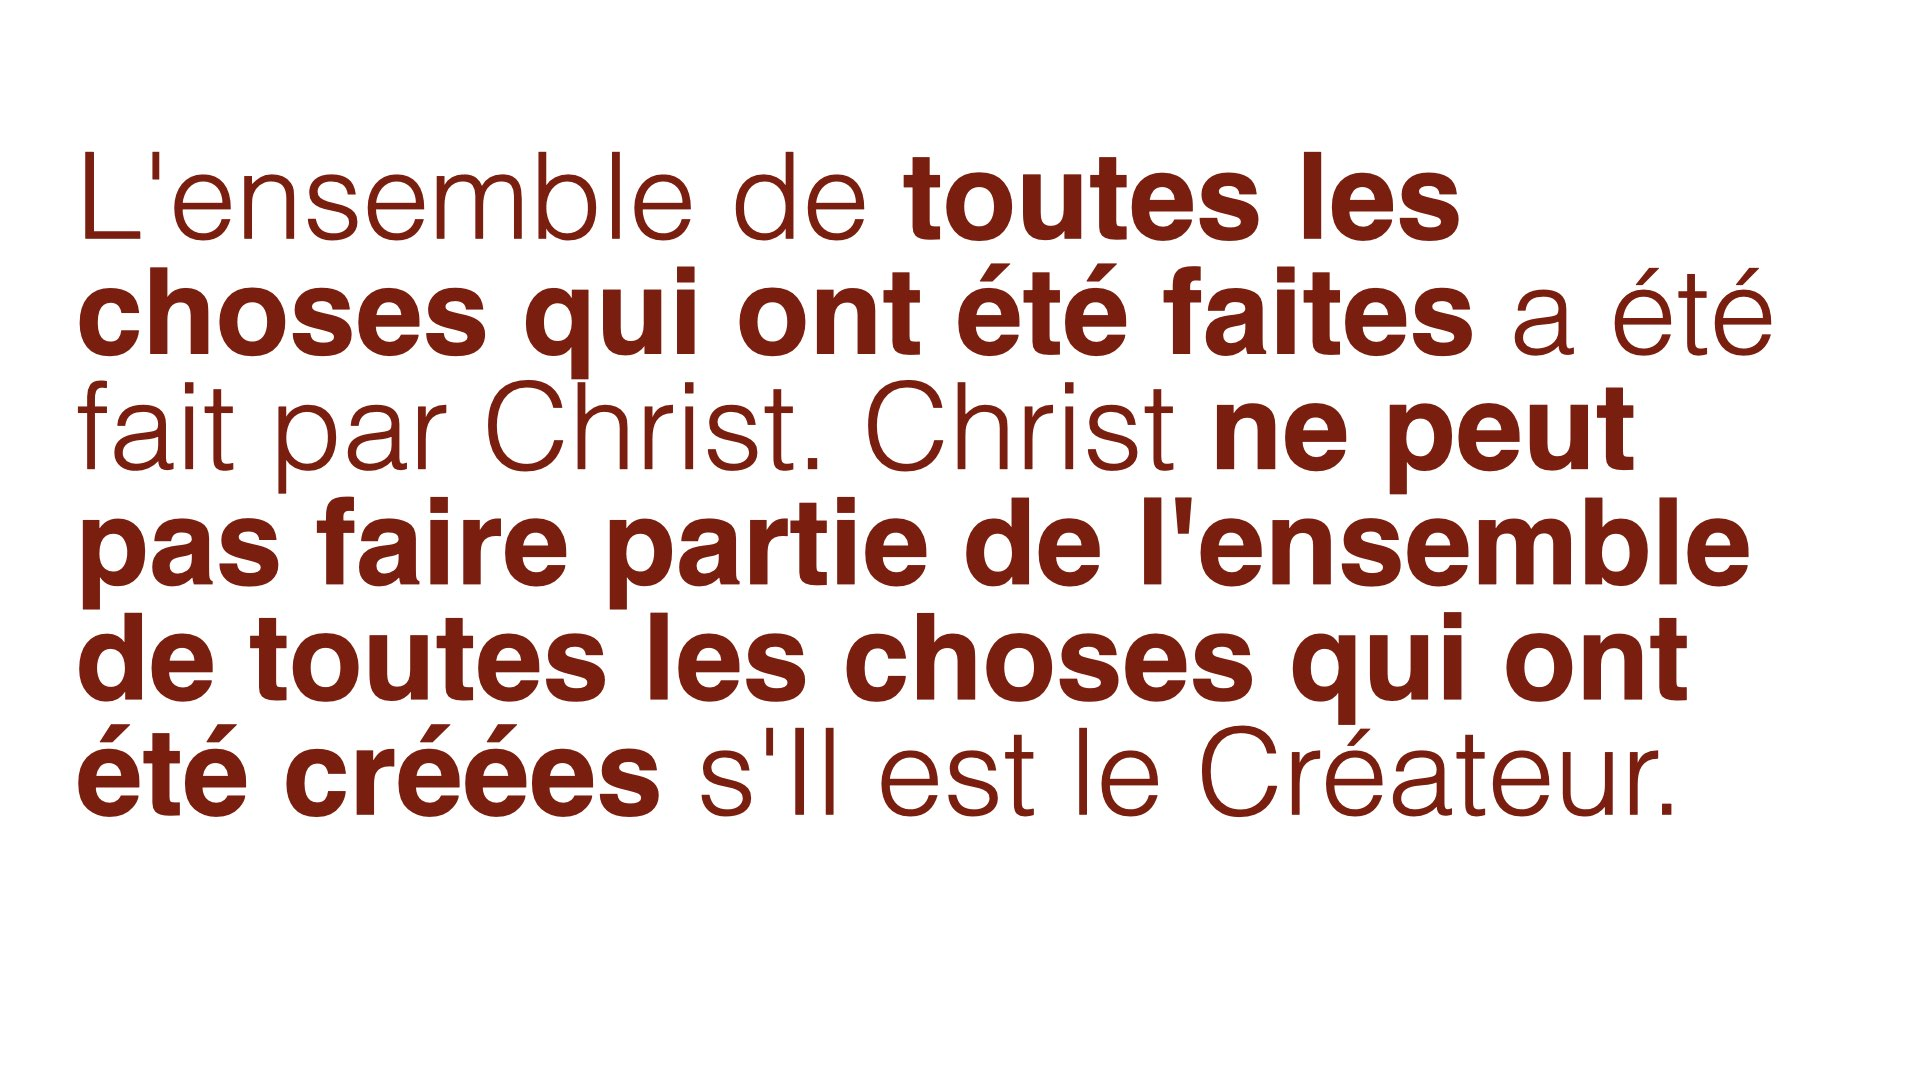 L'ensemble de toutes les
choses qui ont été faites a été
fait par Christ. Christ ne peut
pas faire partie de l'ensemble
de toutes les choses qui ont
été créées s'Il est le Créateur.